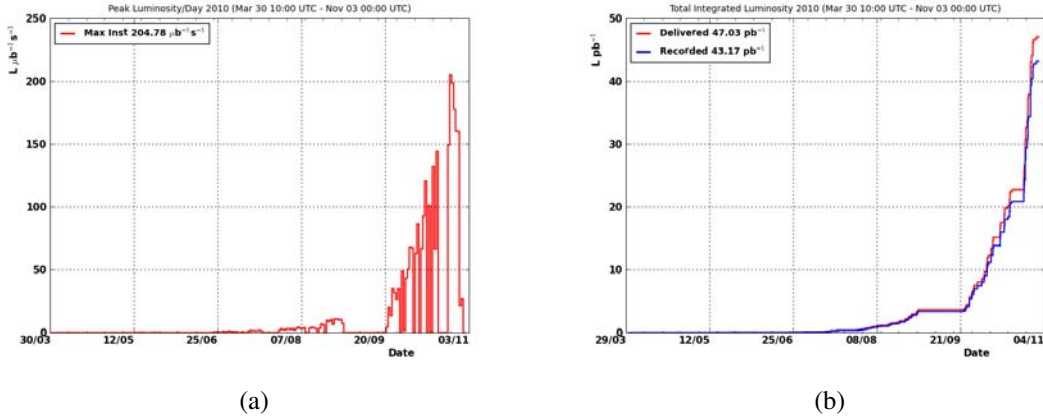 Peak Luminosity/Day 2010 (Mar 30 10:00 UTC - Nov 03 00:00 UTC)
Max Inst 204.78 μb⁻¹s⁻¹
L μb⁻¹s⁻¹
250
200
150
100
50
0
30/03 12/05 25/06 07/08 20/09 03/11
Date
(a)
Total Integrated Luminosity 2010 (Mar 30 10:00 UTC - Nov 03 00:00 UTC)
Delivered 47.03 pb⁻¹
Recorded 43.17 pb⁻¹
L pb⁻¹
50
40
30
20
10
0
29/03 12/05 25/06 08/08 21/09 04/11
Date
(b)